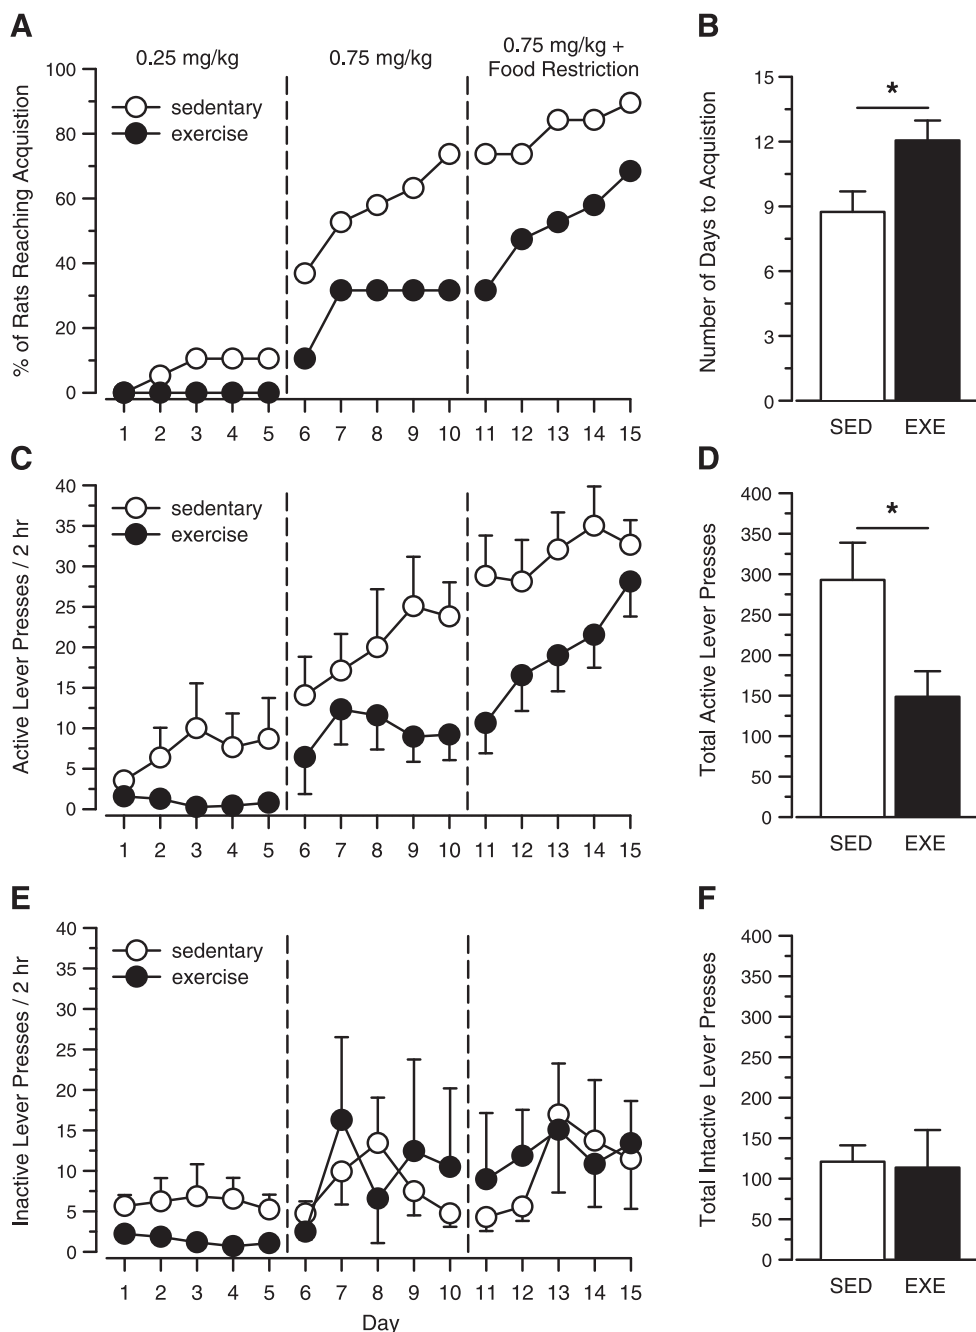 A
0.25 mg/kg
0.75 mg/kg
0.75 mg/kg +
Food Restriction
sedentary
exercise
% of Rats Reaching Acquistion
100
80
60
40
20
0
1 2 3 4 5 6 7 8 9 10 11 12 13 14 15
B
*
Number of Days to Acquistion
15
12
9
6
3
0
SED EXE
C
sedentary
exercise
Active Lever Presses / 2 hr
40
35
30
25
20
15
10
5
0
1 2 3 4 5 6 7 8 9 10 11 12 13 14 15
D
*
Total Active Lever Presses
400
350
300
250
200
150
100
50
0
SED EXE
E
sedentary
exercise
Inactive Lever Presses / 2 hr
40
35
30
25
20
15
10
5
0
1 2 3 4 5 6 7 8 9 10 11 12 13 14 15
Day
F
Total Intactive Lever Presses
400
350
300
250
200
150
100
50
0
SED EXE